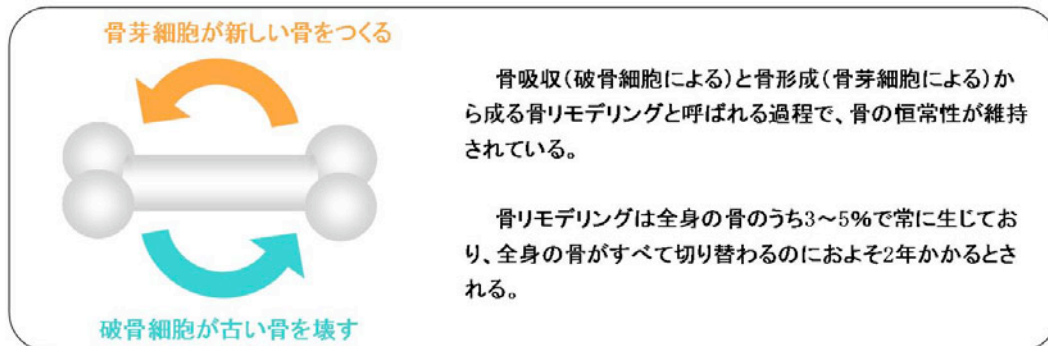 骨芽細胞が新しい骨をつくる
骨吸収(破骨細胞による)と骨形成(骨芽細胞による)か
ら成る骨リモデリングと呼ばれる過程で、骨の恒常性が維持
されている。
骨リモデリングは全身の骨のうち3～5%で常に生じてお
り、全身の骨がすべて切り替わるのにおよそ2年かかるとさ
れる。
破骨細胞が古い骨を壊す